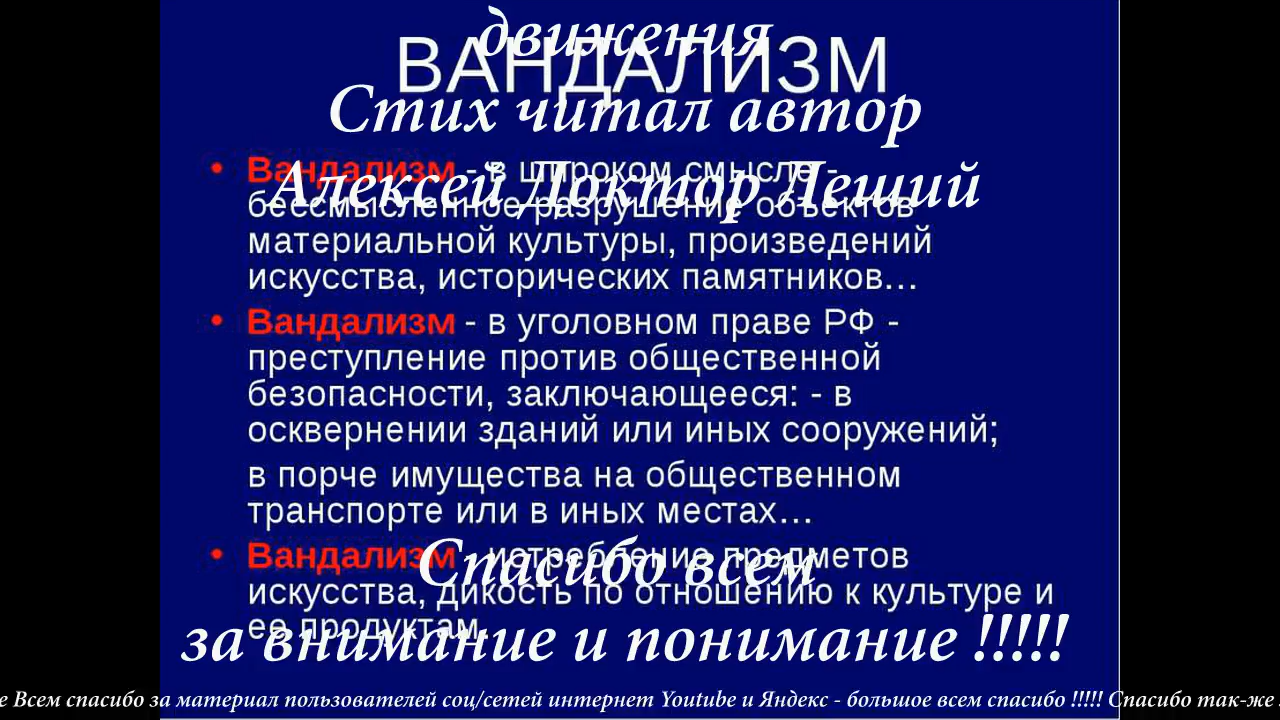 движения
ВАНДАЛИЗМ
Стих читал автор
Алексей Доктор Леший
• Вандализм - в широком смысле -
бессмысленное разрушение объектов
материальной культуры, произведений
искусства, исторических памятников…
• Вандализм - в уголовном праве РФ -
преступление против общественной
безопасности, заключающееся: - в
осквернении зданий или иных сооружений;
в порче имущества на общественном
транспорте или в иных местах…
• Вандализм - истребление предметов
искусства, дикость по отношению к культуре и
ее продуктам.
Спасибо всем
за внимание и понимание !!!!!
е Всем спасибо за материал пользователей соц/сетей интернет Youtube и Яндекс - большое всем спасибо !!!!! Спасибо так-же